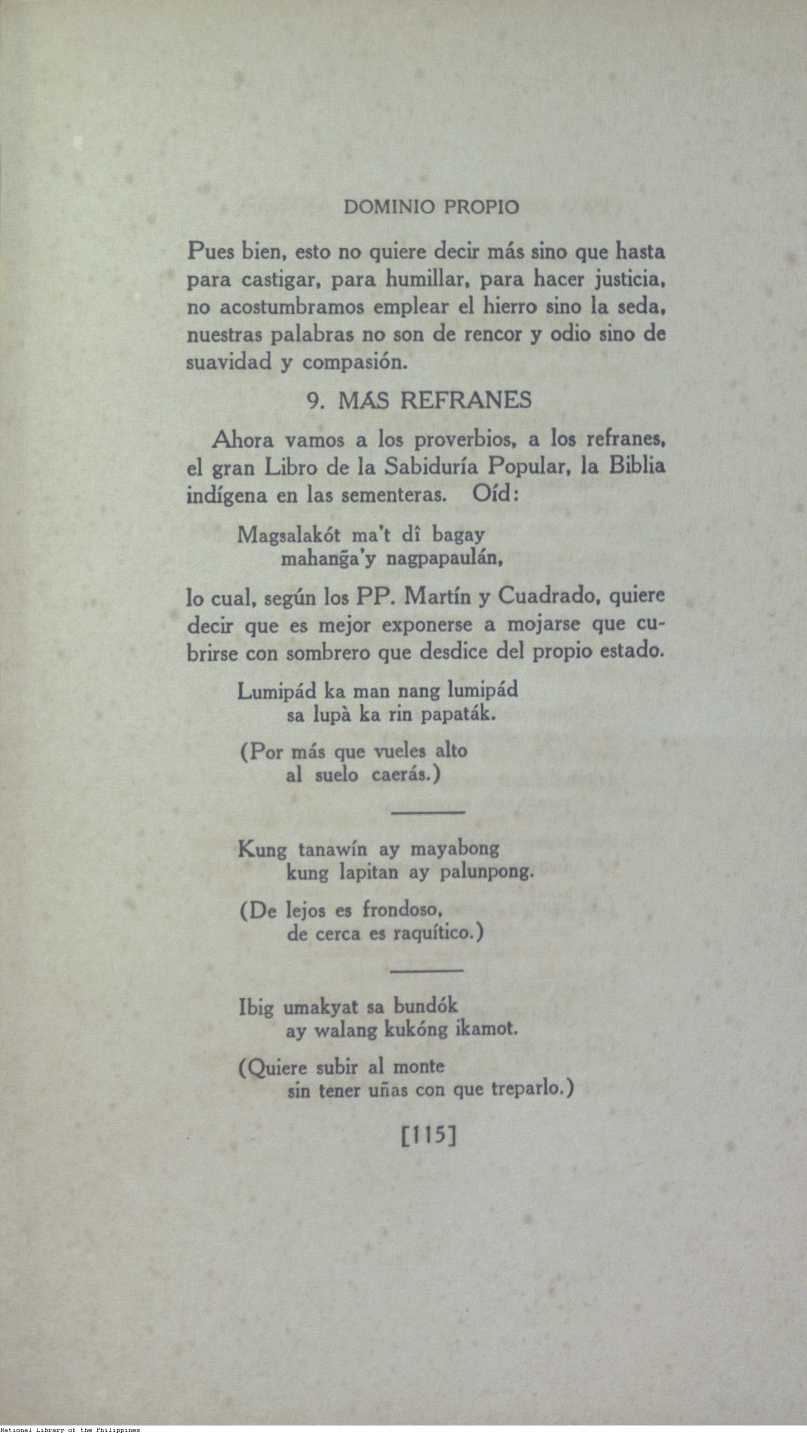 DOMINIO PROPIO
Pues bien, esto no quiere decir más sino que hasta
para castigar, para humillar, para hacer justicia,
no acostumbramos emplear el hierro sino la seda,
nuestras palabras no son de rencor y odio sino de
suavidad y compasión.
9. MÁS REFRANES
Ahora vamos a los proverbios, a los refranes,
el gran Libro de la Sabiduría Popular, la Biblia
indígena en las sementeras. Oíd:
Magsalakót ma't dî bagay
mahang̃a'y nagpapaulán,
lo cual, según los PP. Martín y Cuadrado, quiere
decir que es mejor exponerse a mojarse que cu-
brirse con sombrero que desdice del propio estado.
Lumipád ka man nang lumipád
sa lupà ka rin papaták.
(Por más que vueles alto
al suelo caerás.)
Kung tanawín ay mayabong
kung lapitan ay palunpong.
(De lejos es frondoso,
de cerca es raquítico.)
Ibig umakyat sa bundók
ay walang kukóng ikamot.
(Quiere subir al monte
sin tener uñas con que treparlo.)
[115]
National Library of the Philippines